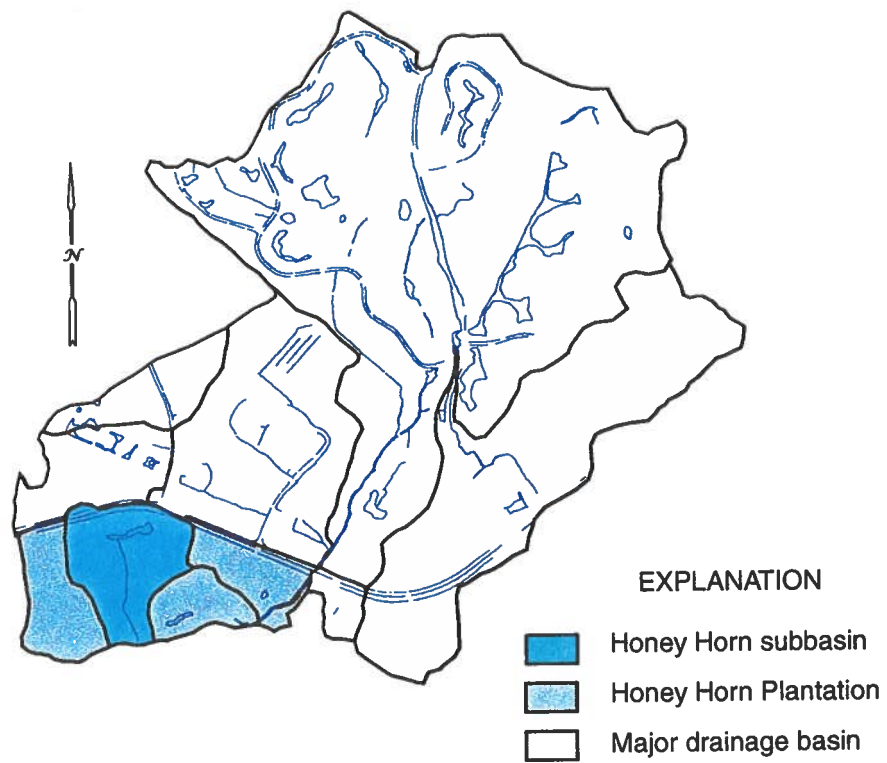 N
EXPLANATION
Honey Horn subbasin
Honey Horn Plantation
Major drainage basin